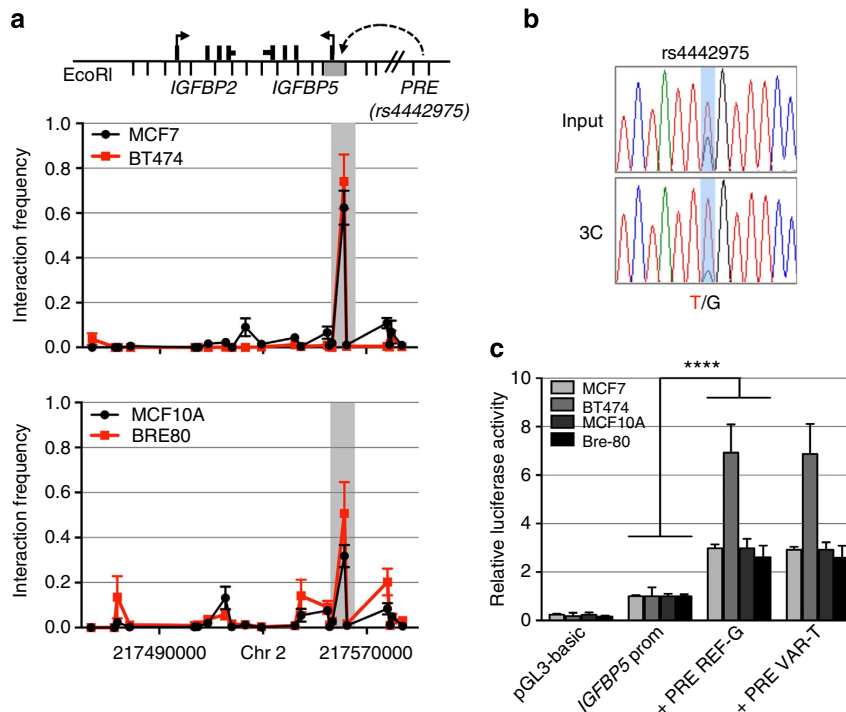 a
EcoRI
IGFBP2
IGFBP5
PRE
(rs4442975)
1.0
0.8
0.6
0.4
0.2
0.0
Interaction frequency
MCF7
BT474
1.0
0.8
0.6
0.4
0.2
0.0
Interaction frequency
MCF10A
BRE80
217490000
Chr 2
217570000
b
rs4442975
Input
3C
T/G
c
****
10
8
6
4
2
0
Relative luciferase activity
MCF7
BT474
MCF10A
Bre-80
pGL3-basic
IGFBP5 prom
+ PRE REF-G
+ PRE VAR-T